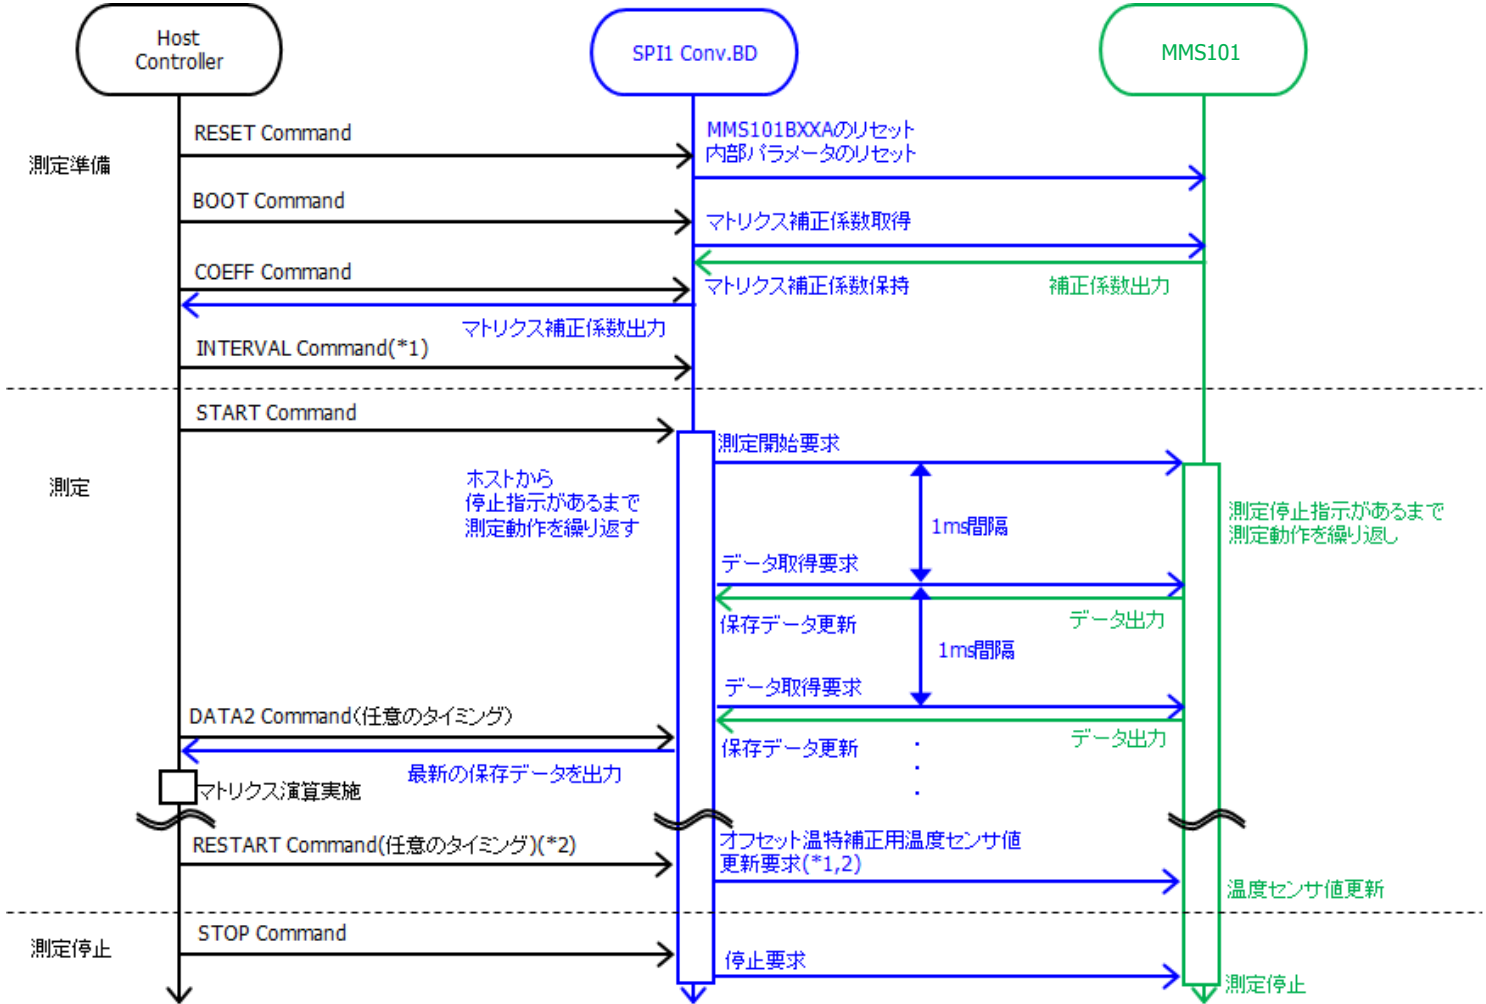 Host
Controller
SPI1 Conv.BD
MMS101
RESET Command
MMS101BXXAのリセット
内部パラメータのリセット
測定準備
BOOT Command
マトリクス補正係数取得
COEFF Command
マトリクス補正係数保持
補正係数出力
マトリクス補正係数出力
INTERVAL Command(*1)
START Command
測定開始要求
測定
ホストから
停止指示があるまで
測定動作を繰り返す
1ms間隔
測定停止指示があるまで
測定動作を繰り返し
データ取得要求
保存データ更新
データ出力
1ms間隔
データ取得要求
DATA2 Command(任意のタイミング)
保存データ更新
データ出力
最新の保存データを出力
マトリクス演算実施
RESTART Command(任意のタイミング)(*2)
オフセット温特補正用温度センサ値
更新要求(*1,2)
温度センサ値更新
STOP Command
測定停止
停止要求
測定停止